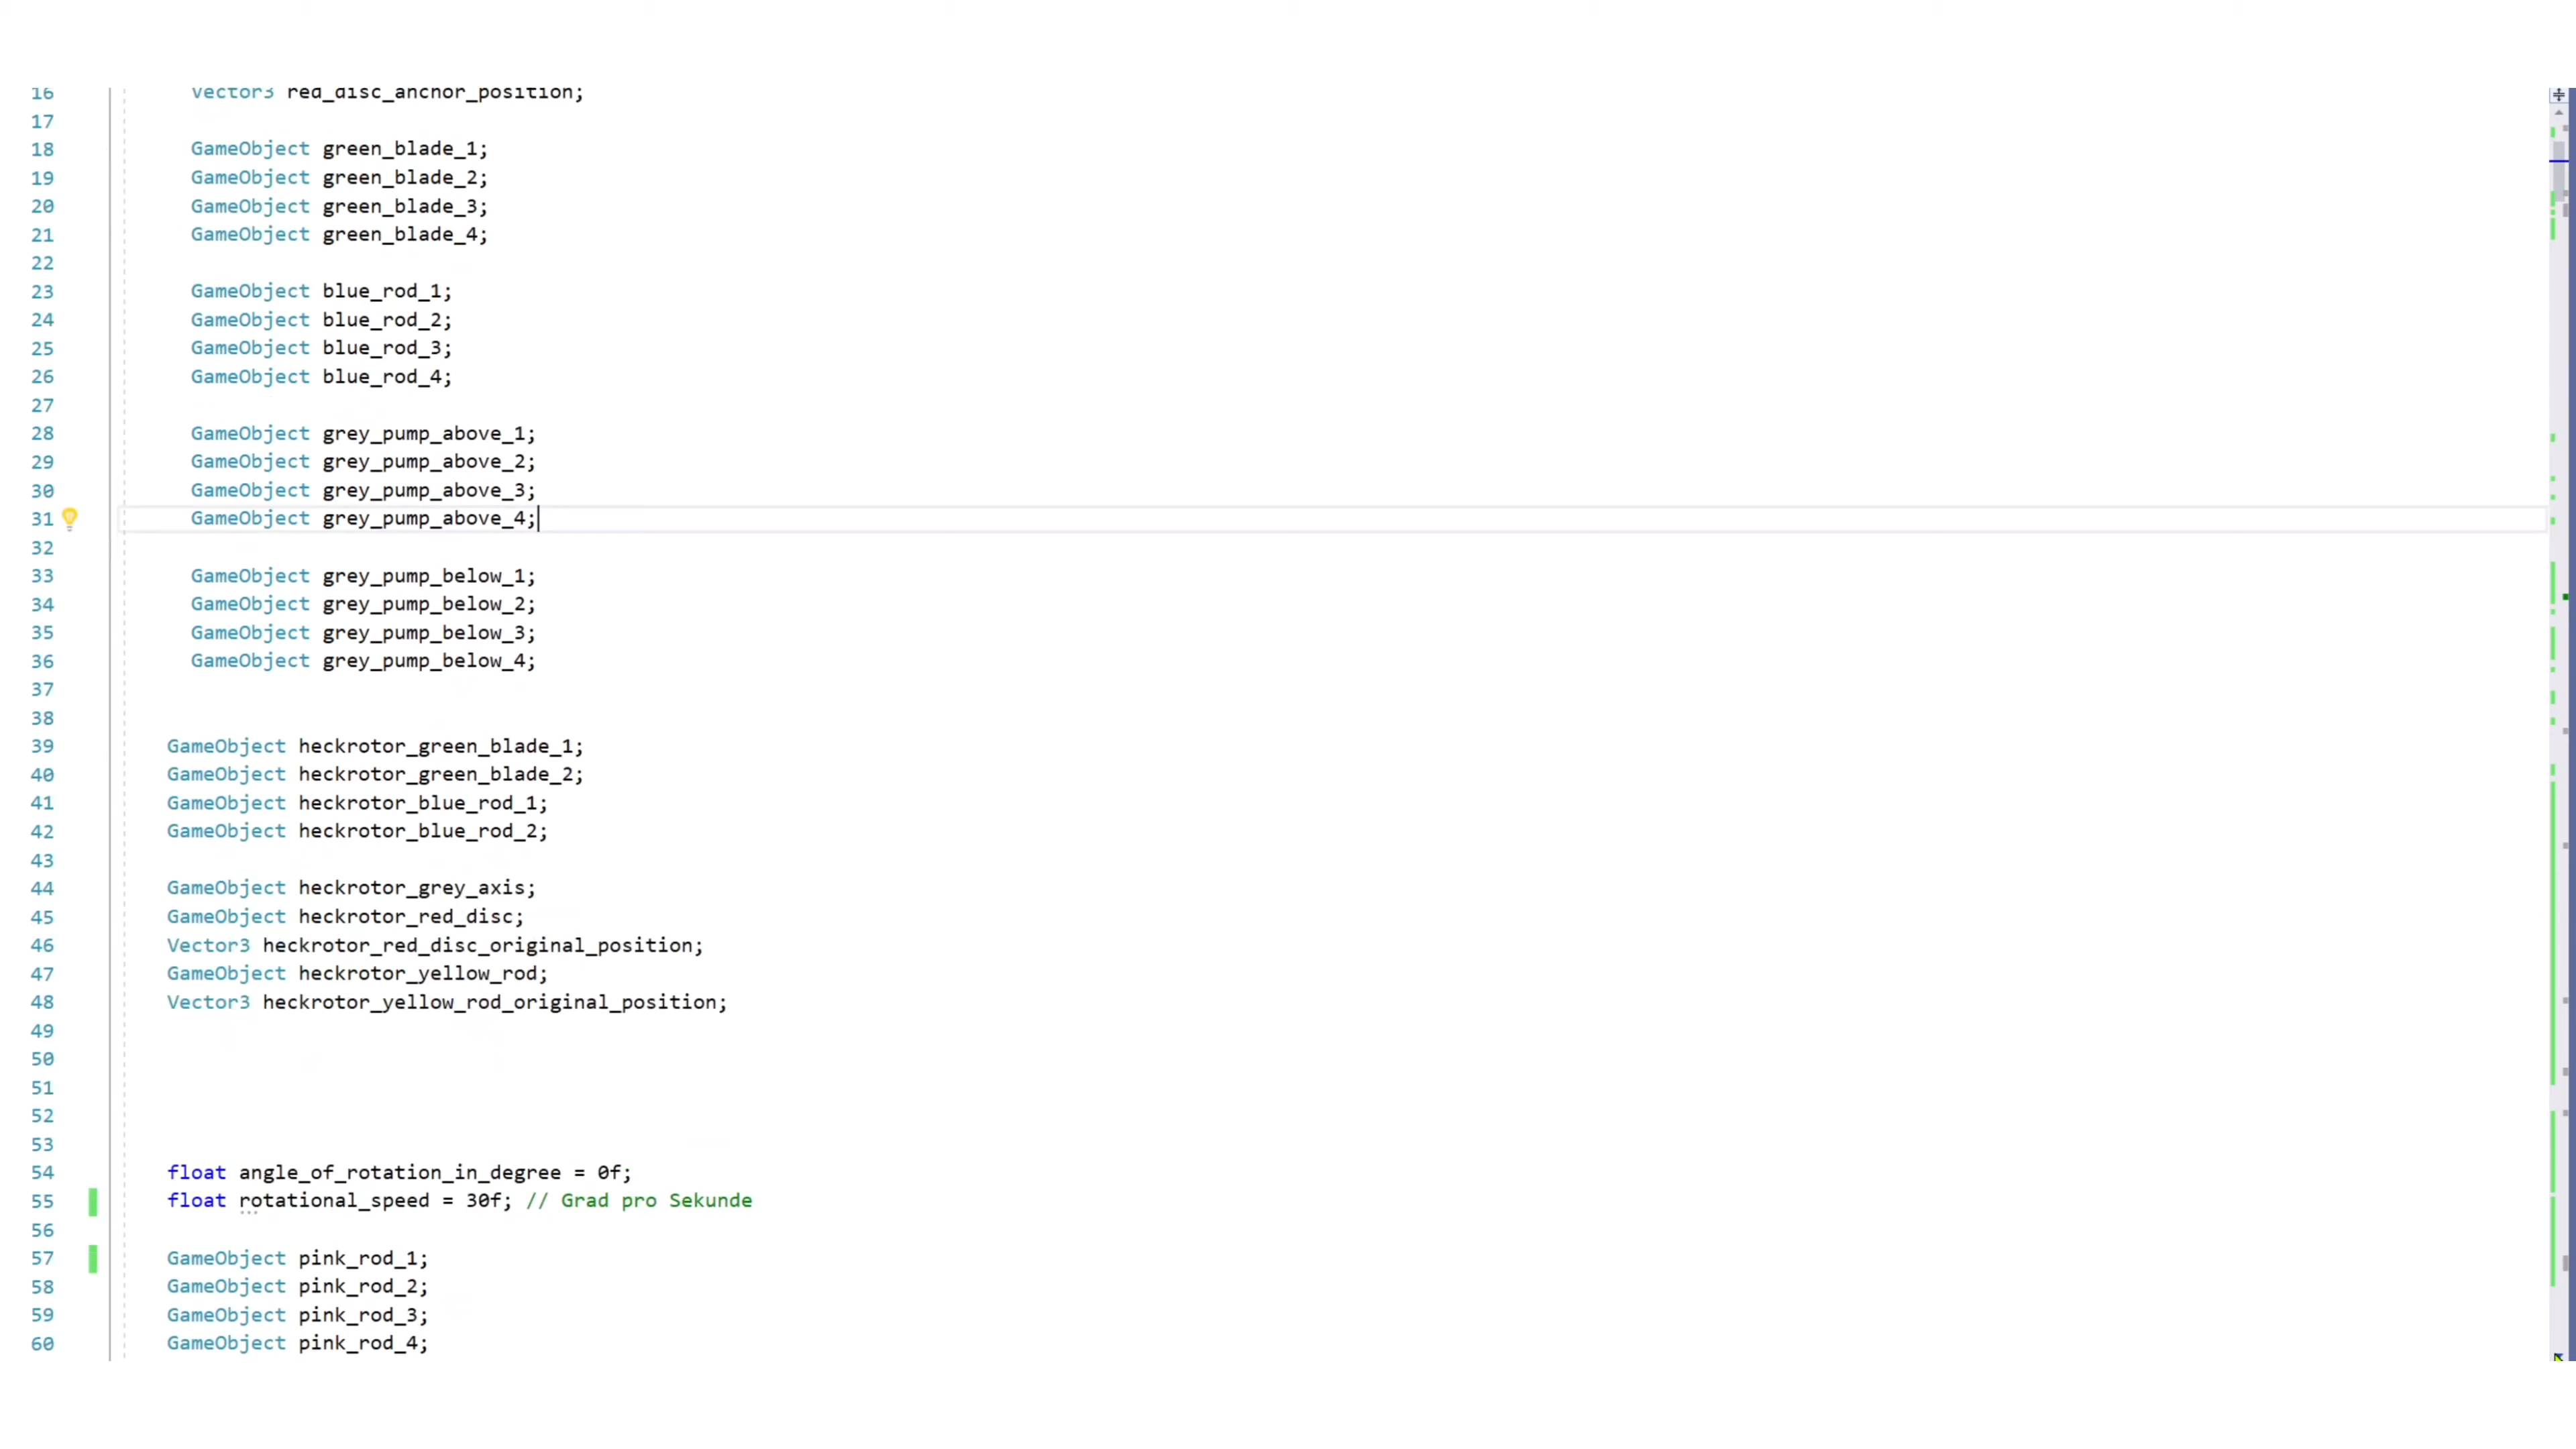 16 Vector3 red_disc_anchor_position;
17
18 GameObject green_blade_1;
19 GameObject green_blade_2;
20 GameObject green_blade_3;
21 GameObject green_blade_4;
22
23 GameObject blue_rod_1;
24 GameObject blue_rod_2;
25 GameObject blue_rod_3;
26 GameObject blue_rod_4;
27
28 GameObject grey_pump_above_1;
29 GameObject grey_pump_above_2;
30 GameObject grey_pump_above_3;
31 GameObject grey_pump_above_4;
32
33 GameObject grey_pump_below_1;
34 GameObject grey_pump_below_2;
35 GameObject grey_pump_below_3;
36 GameObject grey_pump_below_4;
37
38
39 GameObject heckrotor_green_blade_1;
40 GameObject heckrotor_green_blade_2;
41 GameObject heckrotor_blue_rod_1;
42 GameObject heckrotor_blue_rod_2;
43
44 GameObject heckrotor_grey_axis;
45 GameObject heckrotor_red_disc;
46 Vector3 heckrotor_red_disc_original_position;
47 GameObject heckrotor_yellow_rod;
48 Vector3 heckrotor_yellow_rod_original_position;
49
50
51
52
53
54 float angle_of_rotation_in_degree = 0f;
55 float rotational_speed = 30f; // Grad pro Sekunde
56
57 GameObject pink_rod_1;
58 GameObject pink_rod_2;
59 GameObject pink_rod_3;
60 GameObject pink_rod_4;